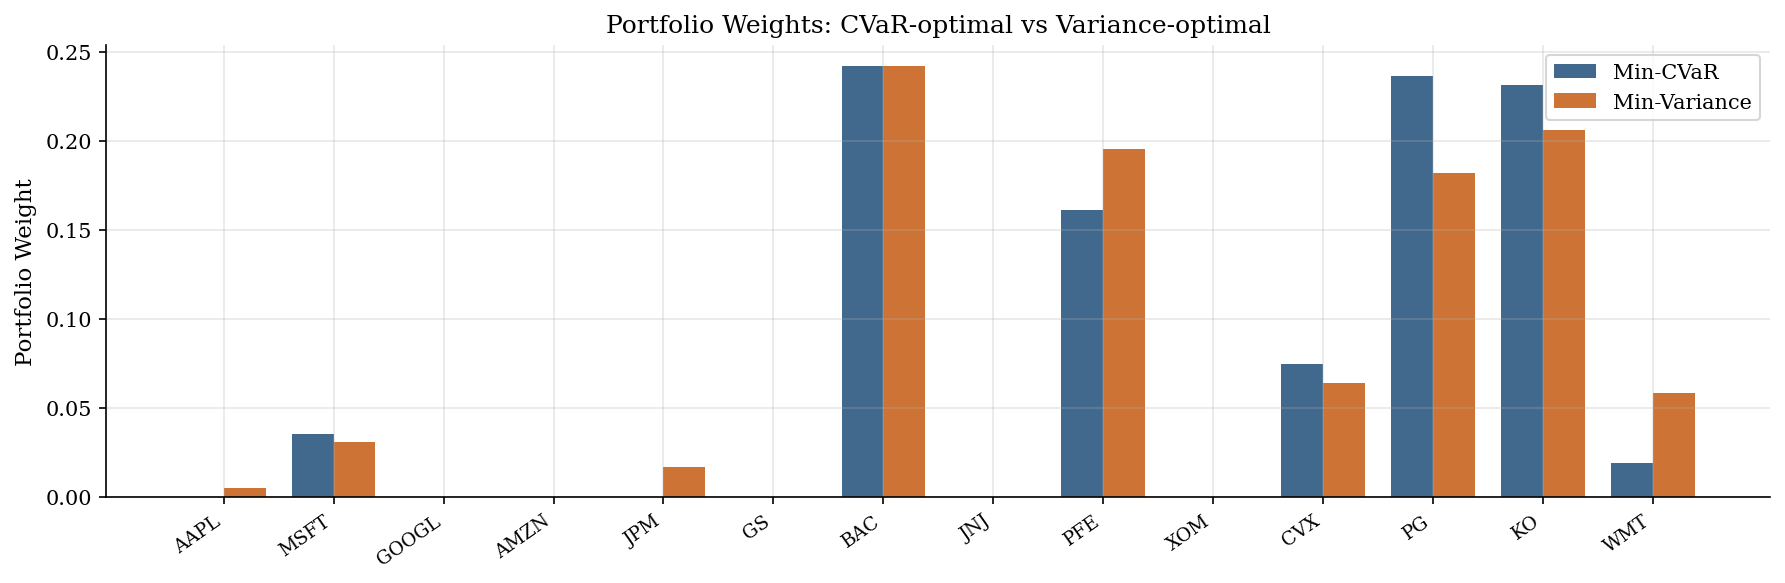 Portfolio Weights: CVaR-optimal vs Variance-optimal
Portfolio Weight
0.25
0.20
0.15
0.10
0.05
0.00
Min-CVaR
Min-Variance
AAPL
MSFT
GOOGL
AMZN
JPM
GS
BAC
JNJ
PFE
XOM
CVX
PG
KO
WMT